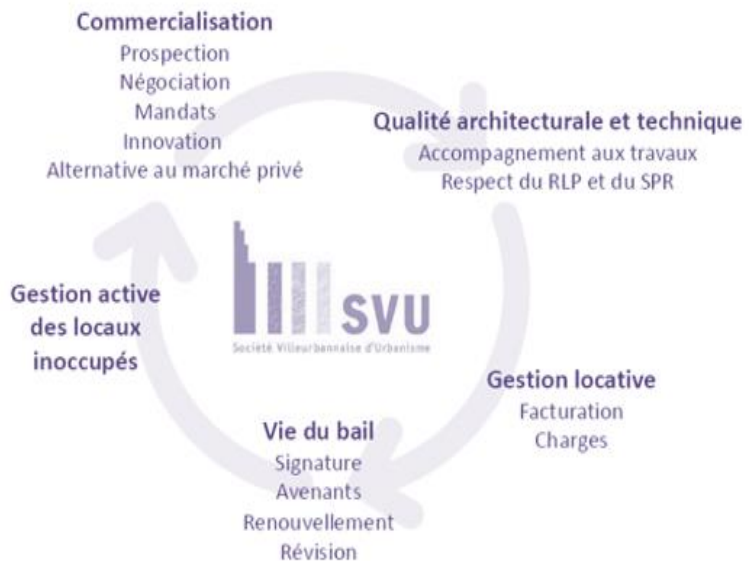 Commercialisation
Prospection
Négociation
Mandats
Innovation
Alternative au marché privé
Qualité architecturale et technique
Accompagnement aux travaux
Respect du RLP et du SPR
Gestion locative
Facturation
Charges
Vie du bail
Signature
Avenants
Renouvellement
Révision
Gestion active
des locaux
inoccupés
SVU
Société Villeurbannaise d'Urbanisme